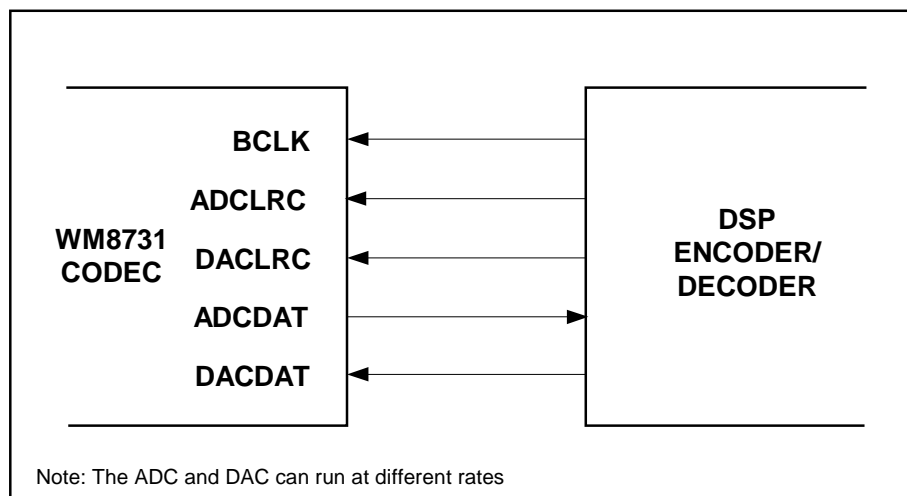 BCLK
ADCLRC
WM8731
CODEC
DACLRC
ADCDAT
DACDAT
DSP
ENCODER/
DECODER
Note: The ADC and DAC can run at different rates